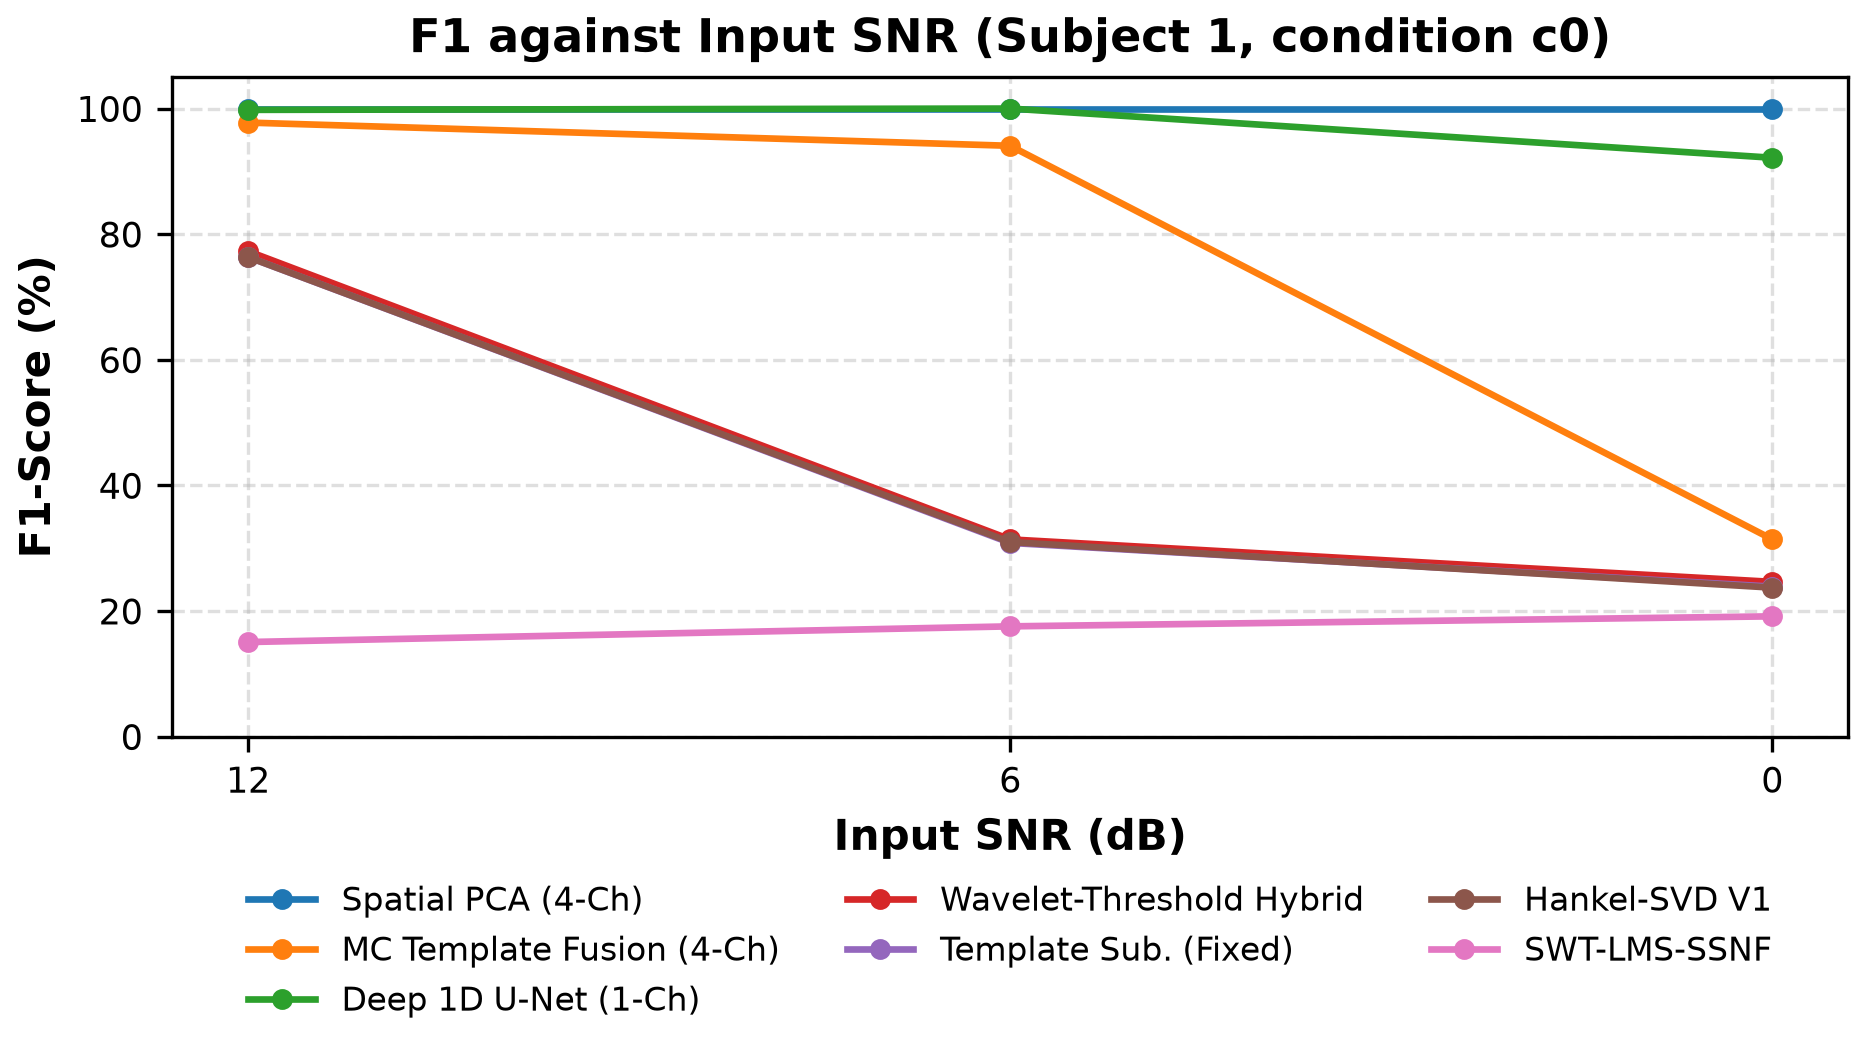 F1 against Input SNR (Subject 1, condition c0)
F1-Score (%)
100
80
60
40
20
0
12 6 0
Input SNR (dB)
Spatial PCA (4-Ch)
MC Template Fusion (4-Ch)
Deep 1D U-Net (1-Ch)
Wavelet-Threshold Hybrid
Template Sub. (Fixed)
Hankel-SVD V1
SWT-LMS-SSNF